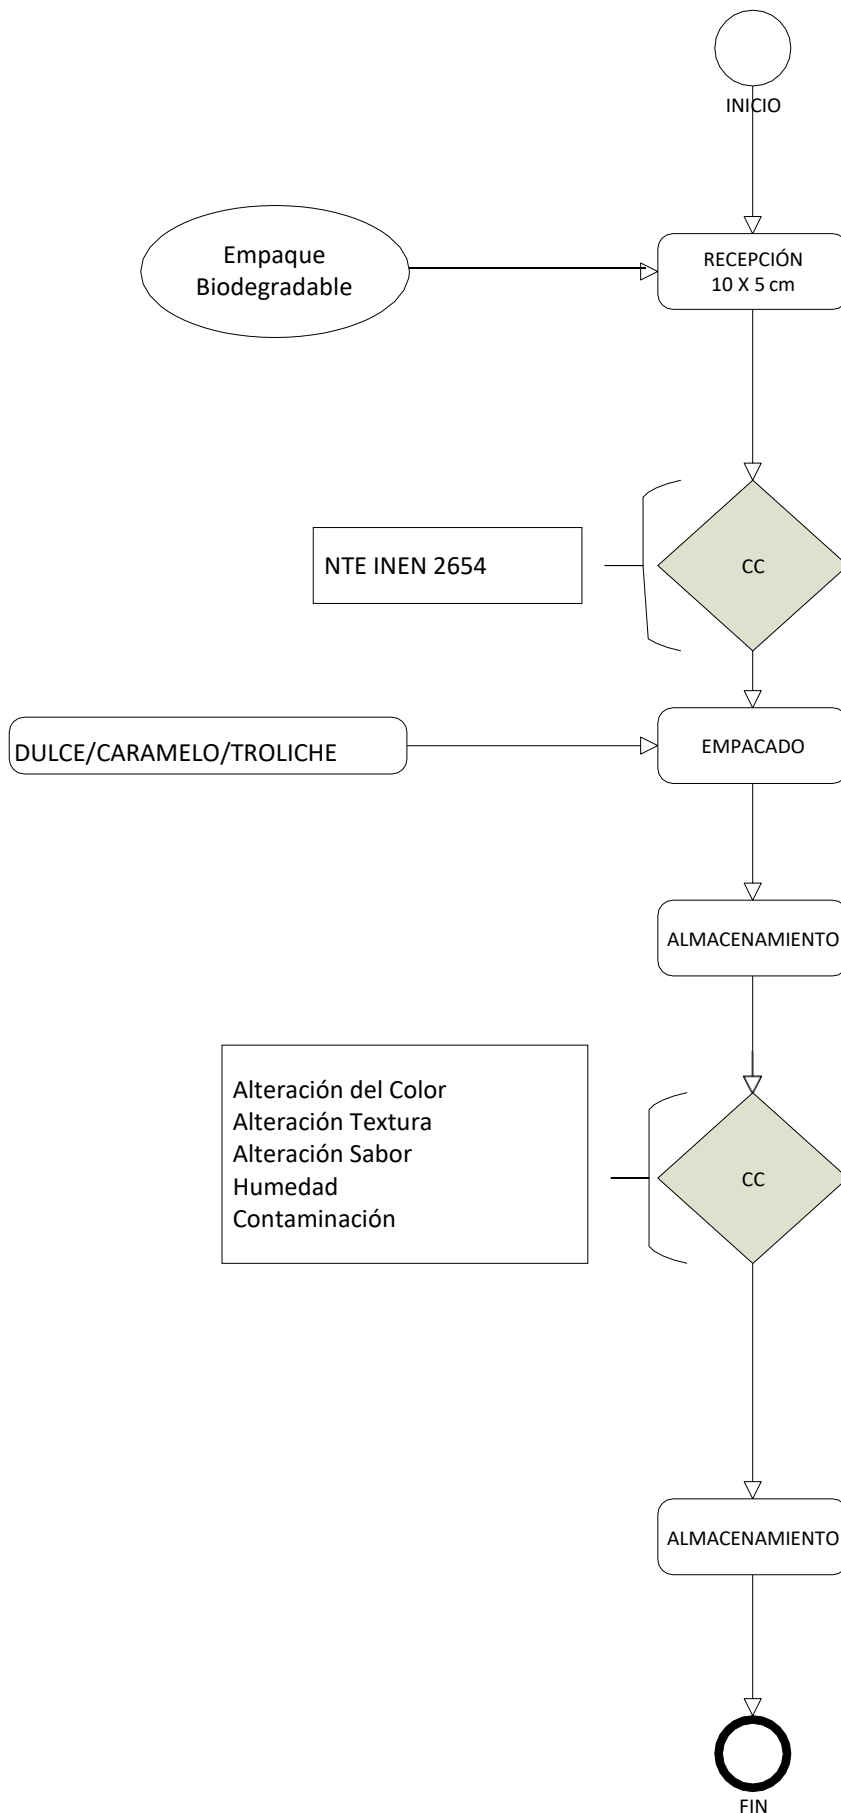 INICIO
Empaque
Biodegradable
RECEPCIÓN
10 X 5 cm
NTE INEN 2654
CC
DULCE/CARAMELO/TROLICHE
EMPACADO
ALMACENAMIENTO
Alteración del Color
Alteración Textura
Alteración Sabor
Humedad
Contaminación
CC
ALMACENAMIENTO
FIN